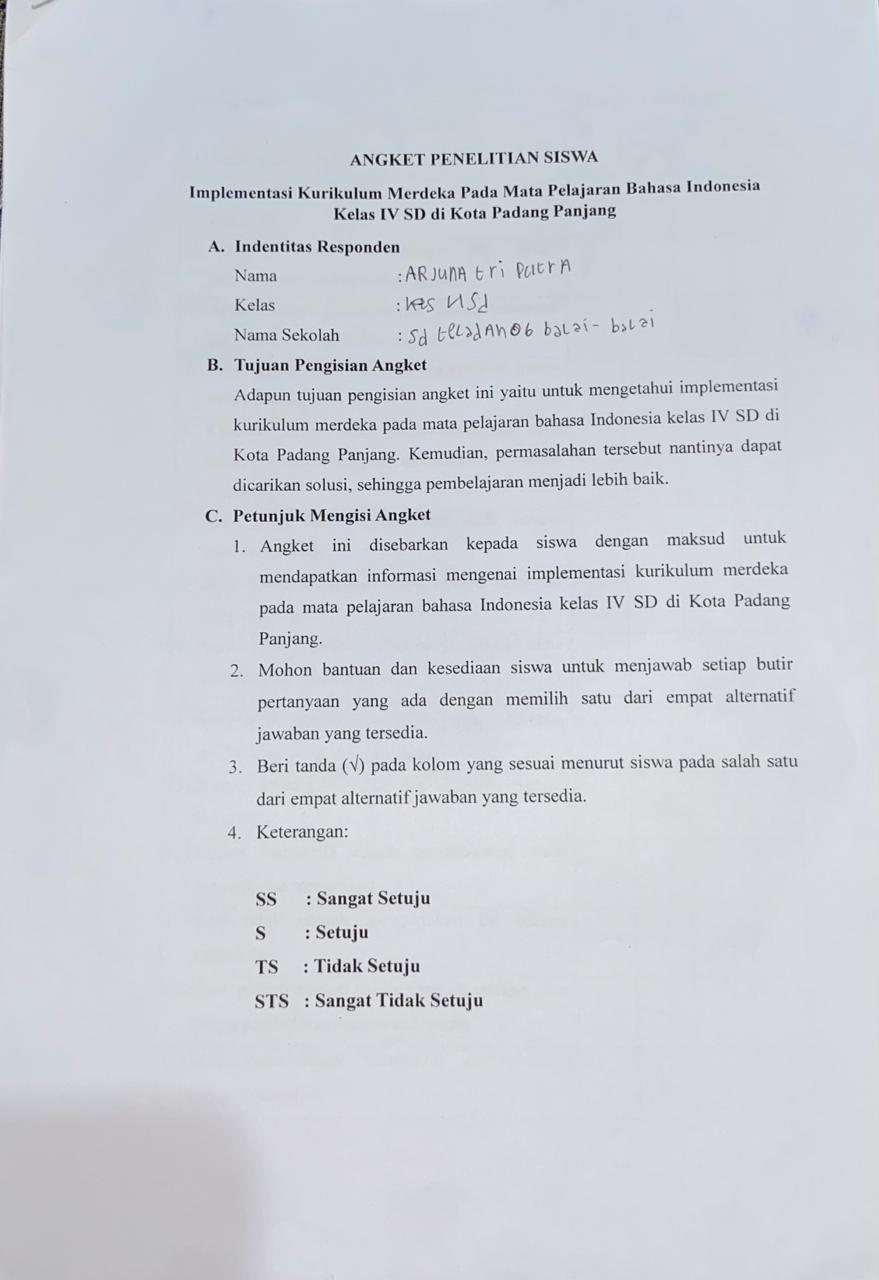 ANGKET PENELITIAN SISWA
Implementasi Kurikulum Merdeka Pada Mata Pelajaran Bahasa Indonesia
Kelas IV SD di Kota Padang Panjang
A. Indentitas Responden
Nama : ARJUNA tri PutrA
Kelas :
Nama Sekolah : Sd 06 balai- balai
B. Tujuan Pengisian Angket
Adapun tujuan pengisian angket ini yaitu untuk mengetahui implementasi
kurikulum merdeka pada mata pelajaran bahasa Indonesia kelas IV SD di
Kota Padang Panjang. Kemudian, permasalahan tersebut nantinya dapat
dicarikan solusi, sehingga pembelajaran menjadi lebih baik.
C. Petunjuk Mengisi Angket
1. Angket ini disebarkan kepada siswa dengan maksud untuk
mendapatkan informasi mengenai implementasi kurikulum merdeka
pada mata pelajaran bahasa Indonesia kelas IV SD di Kota Padang
Panjang.
2. Mohon bantuan dan kesediaan siswa untuk menjawab setiap butir
pertanyaan yang ada dengan memilih satu dari empat alternatif
jawaban yang tersedia.
3. Beri tanda (√) pada kolom yang sesuai menurut siswa pada salah satu
dari empat alternatif jawaban yang tersedia.
4. Keterangan:
SS : Sangat Setuju
S : Setuju
TS : Tidak Setuju
STS : Sangat Tidak Setuju